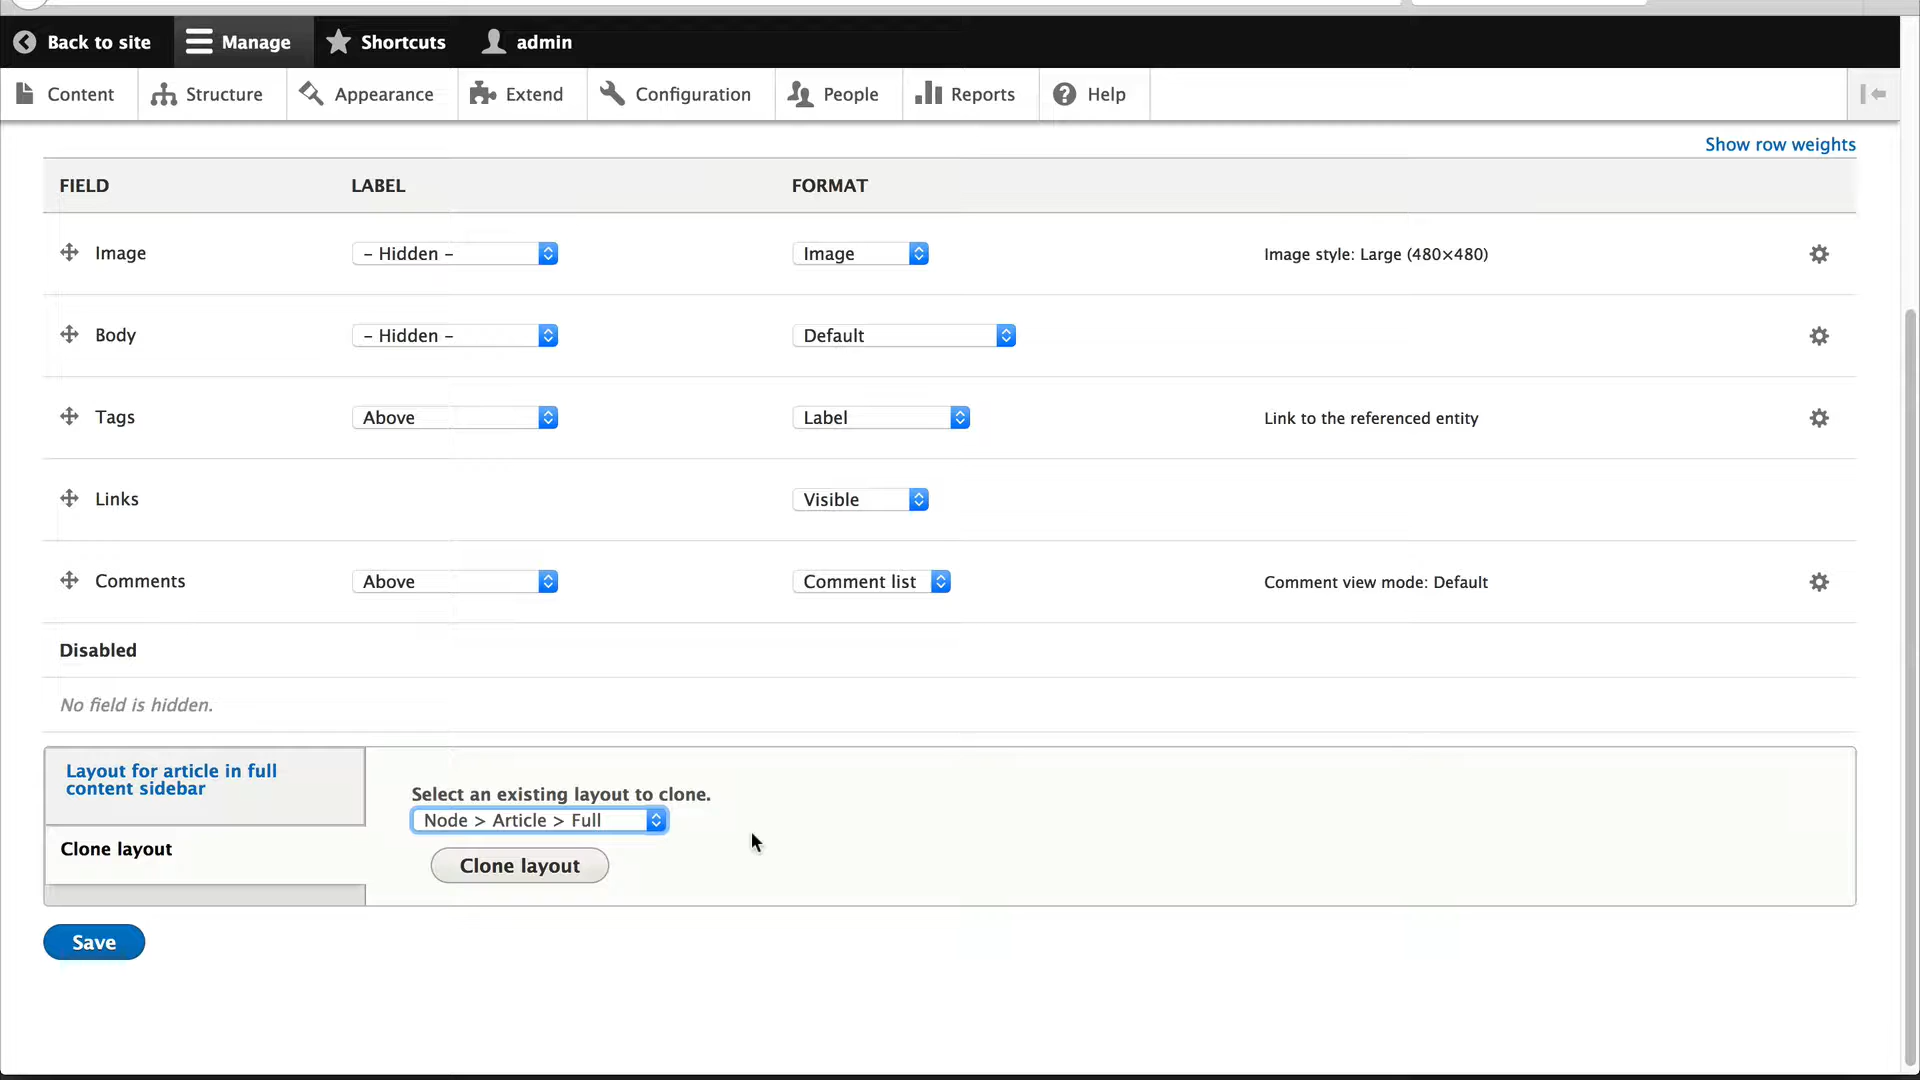 Back to site Manage Shortcuts admin
Content Structure Appearance Extend Configuration People Reports Help
Show row weights
FIELD LABEL FORMAT
Image – Hidden – Image Image style: Large (480×480)
Body – Hidden – Default
Tags Above Label Link to the referenced entity
Links Visible
Comments Above Comment list Comment view mode: Default
Disabled
No field is hidden.
Layout for article in full
content sidebar
Clone layout
Select an existing layout to clone.
Node > Article > Full
Clone layout
Save